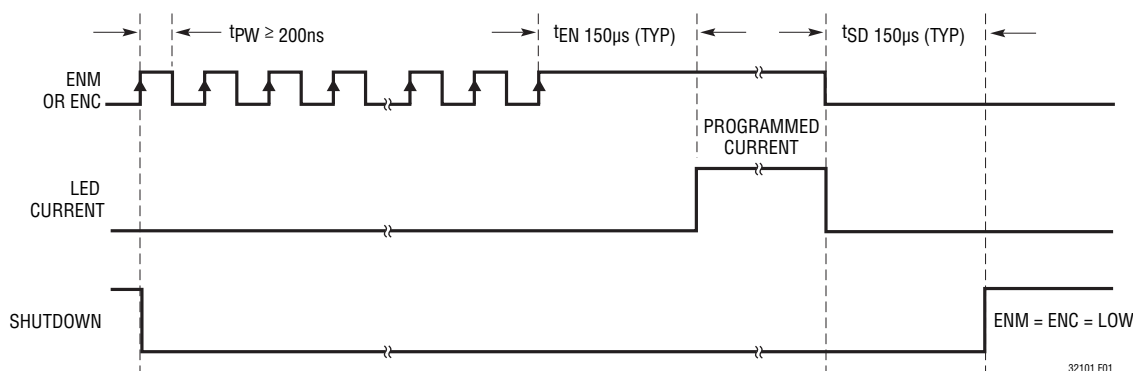 tPW ≥ 200ns
tEN 150µs (TYP)
tSD 150µs (TYP)
ENM
OR ENC
PROGRAMMED
CURRENT
LED
CURRENT
SHUTDOWN
ENM = ENC = LOW
32101 F01